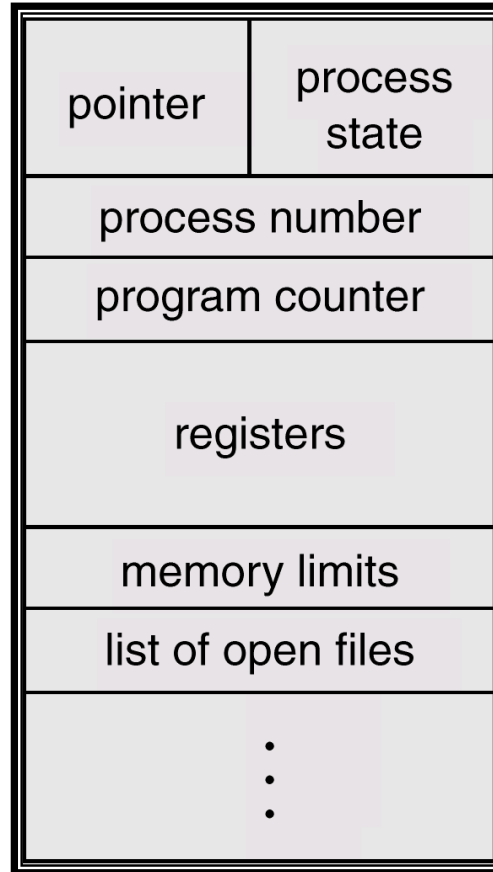 pointer
process
state
process number
program counter
registers
memory limits
list of open files
.
.
.